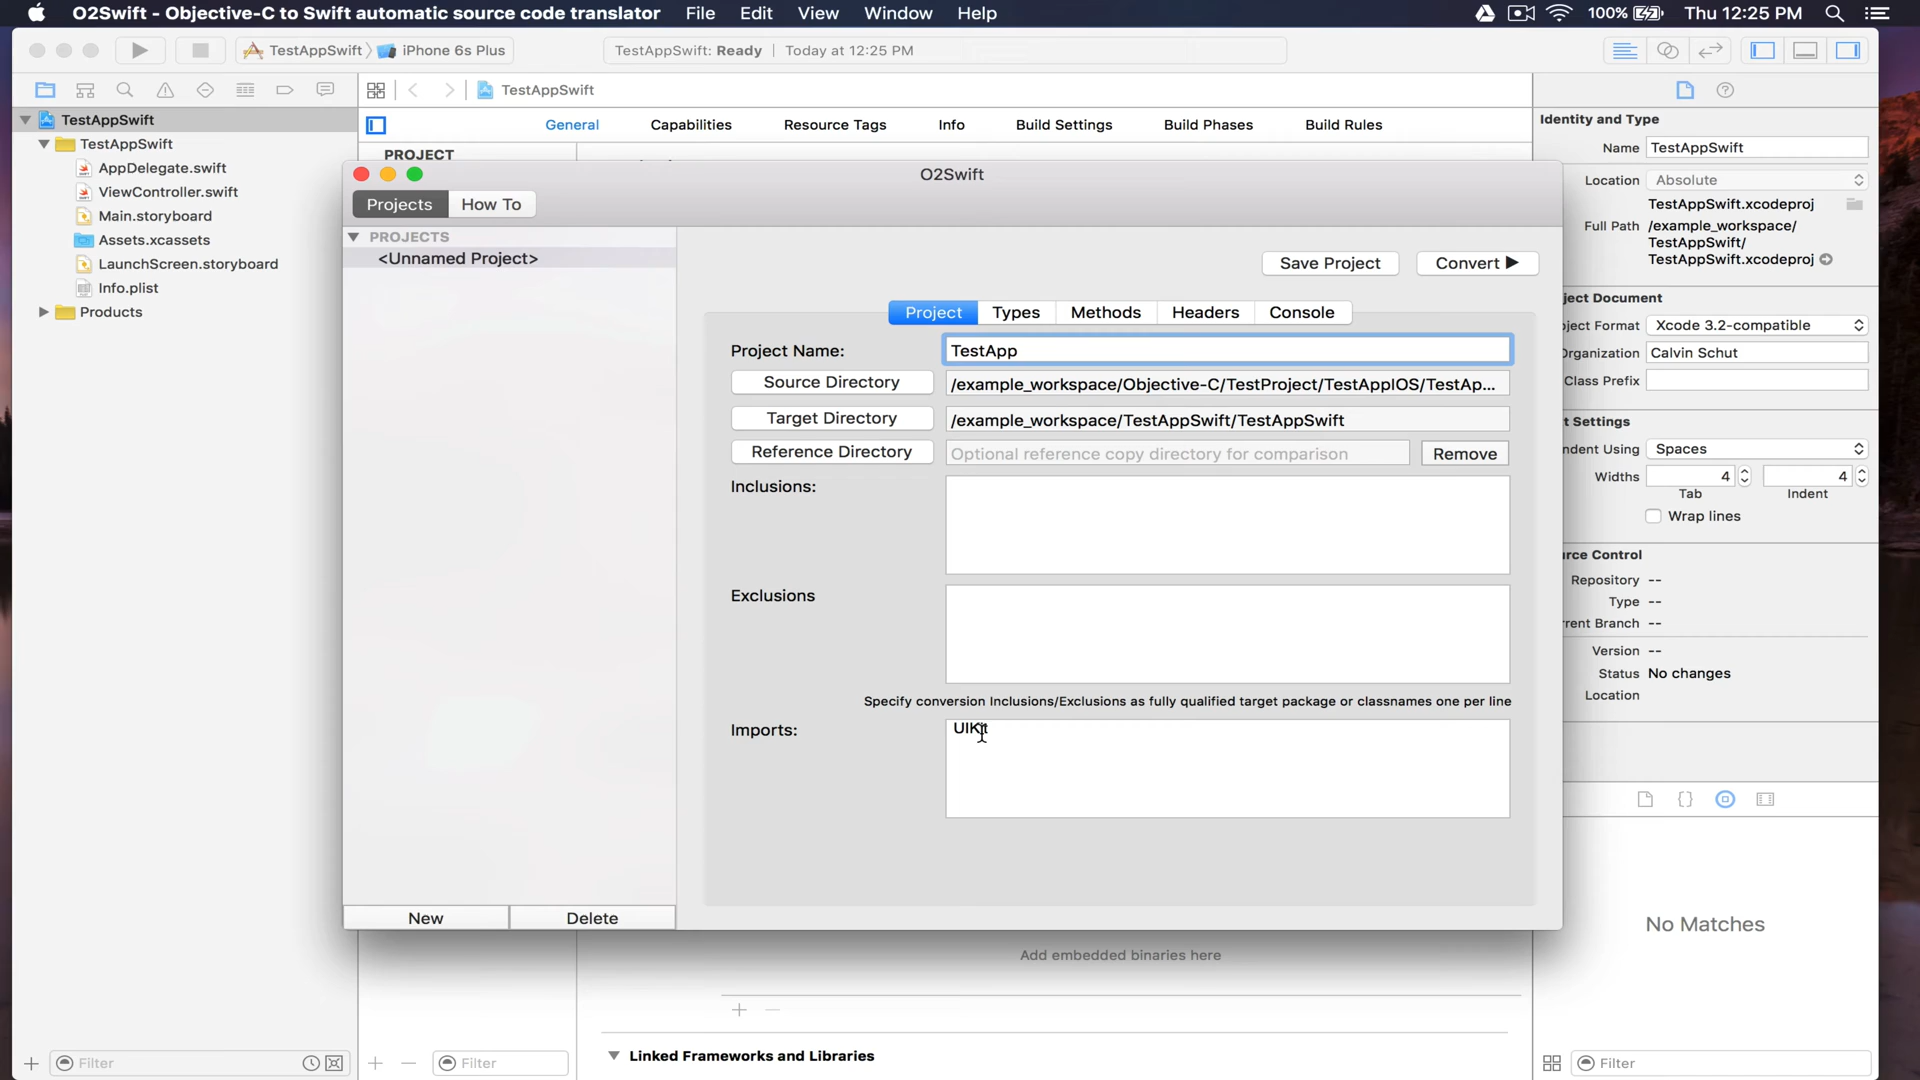 O2Swift - Objective-C to Swift automatic source code translator File Edit View Window Help 100% Thu 12:25 PM
TestAppSwift iPhone 6s Plus TestAppSwift: Ready Today at 12:25 PM
TestAppSwift
General Capabilities Resource Tags Info Build Settings Build Phases Build Rules
PROJECT
TestAppSwift
TestAppSwift
AppDelegate.swift
ViewController.swift
Main.storyboard
Assets.xcassets
LaunchScreen.storyboard
Info.plist
Products
O2Swift
Projects How To
PROJECTS
<Unnamed Project>
Save Project Convert ▶
Project Types Methods Headers Console
Project Name: TestApp
Source Directory /example_workspace/Objective-C/TestProject/TestAppIOS/TestAp...
Target Directory /example_workspace/TestAppSwift/TestAppSwift
Reference Directory Optional reference copy directory for comparison Remove
Inclusions:
Exclusions
Specify conversion Inclusions/Exclusions as fully qualified target package or classnames one per line
Imports: UIKit
New Delete
Add embedded binaries here
Linked Frameworks and Libraries
Filter
Filter
Identity and Type
Name TestAppSwift
Location Absolute
TestAppSwift.xcodeproj
Full Path /example_workspace/
TestAppSwift/
TestAppSwift.xcodeproj
ject Document
ject Format Xcode 3.2-compatible
rganization Calvin Schut
Class Prefix
t Settings
ndent Using Spaces
Widths 4 4
Tab Indent
Wrap lines
urce Control
Repository --
Type --
rrent Branch --
Version --
Status No changes
Location
No Matches
Filter